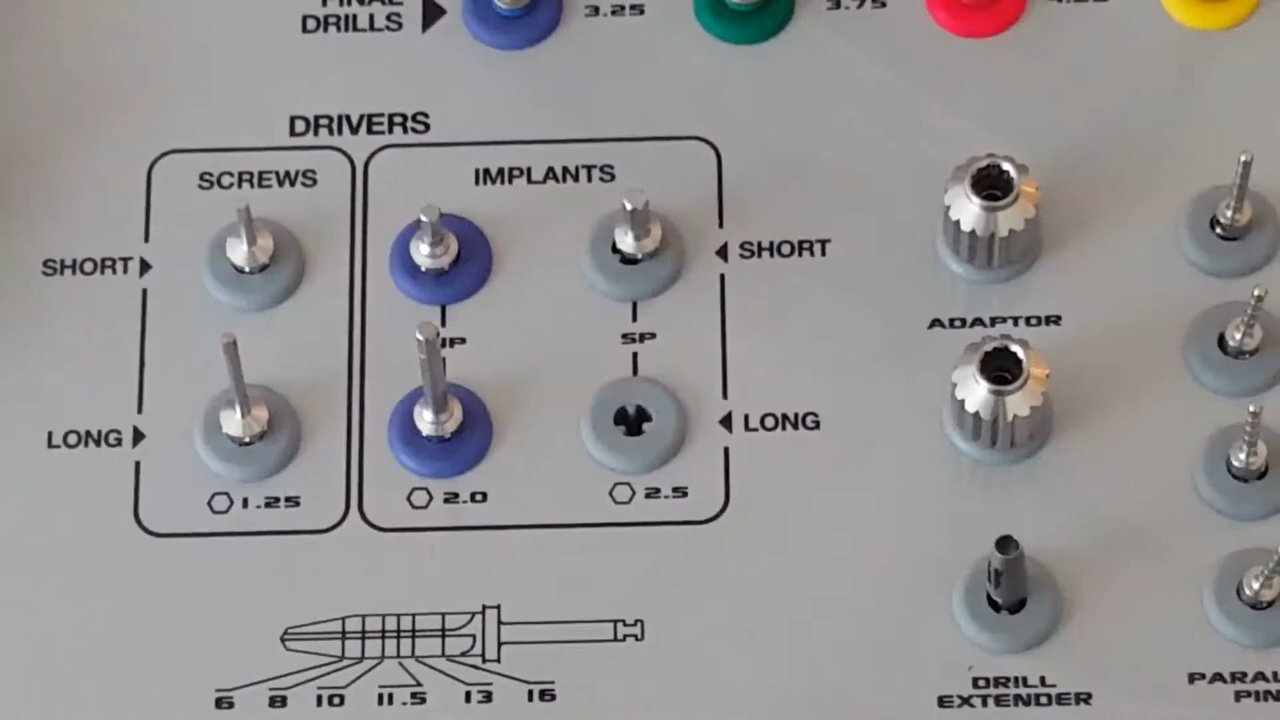 DRILLS
3.25
3.75
DRIVERS
SCREWS
IMPLANTS
SHORT
SHORT
ADAPTOR
SP
LONG
LONG
1.25
2.0
2.5
6 8 10 11.5 13 16
DRILL
EXTENDER